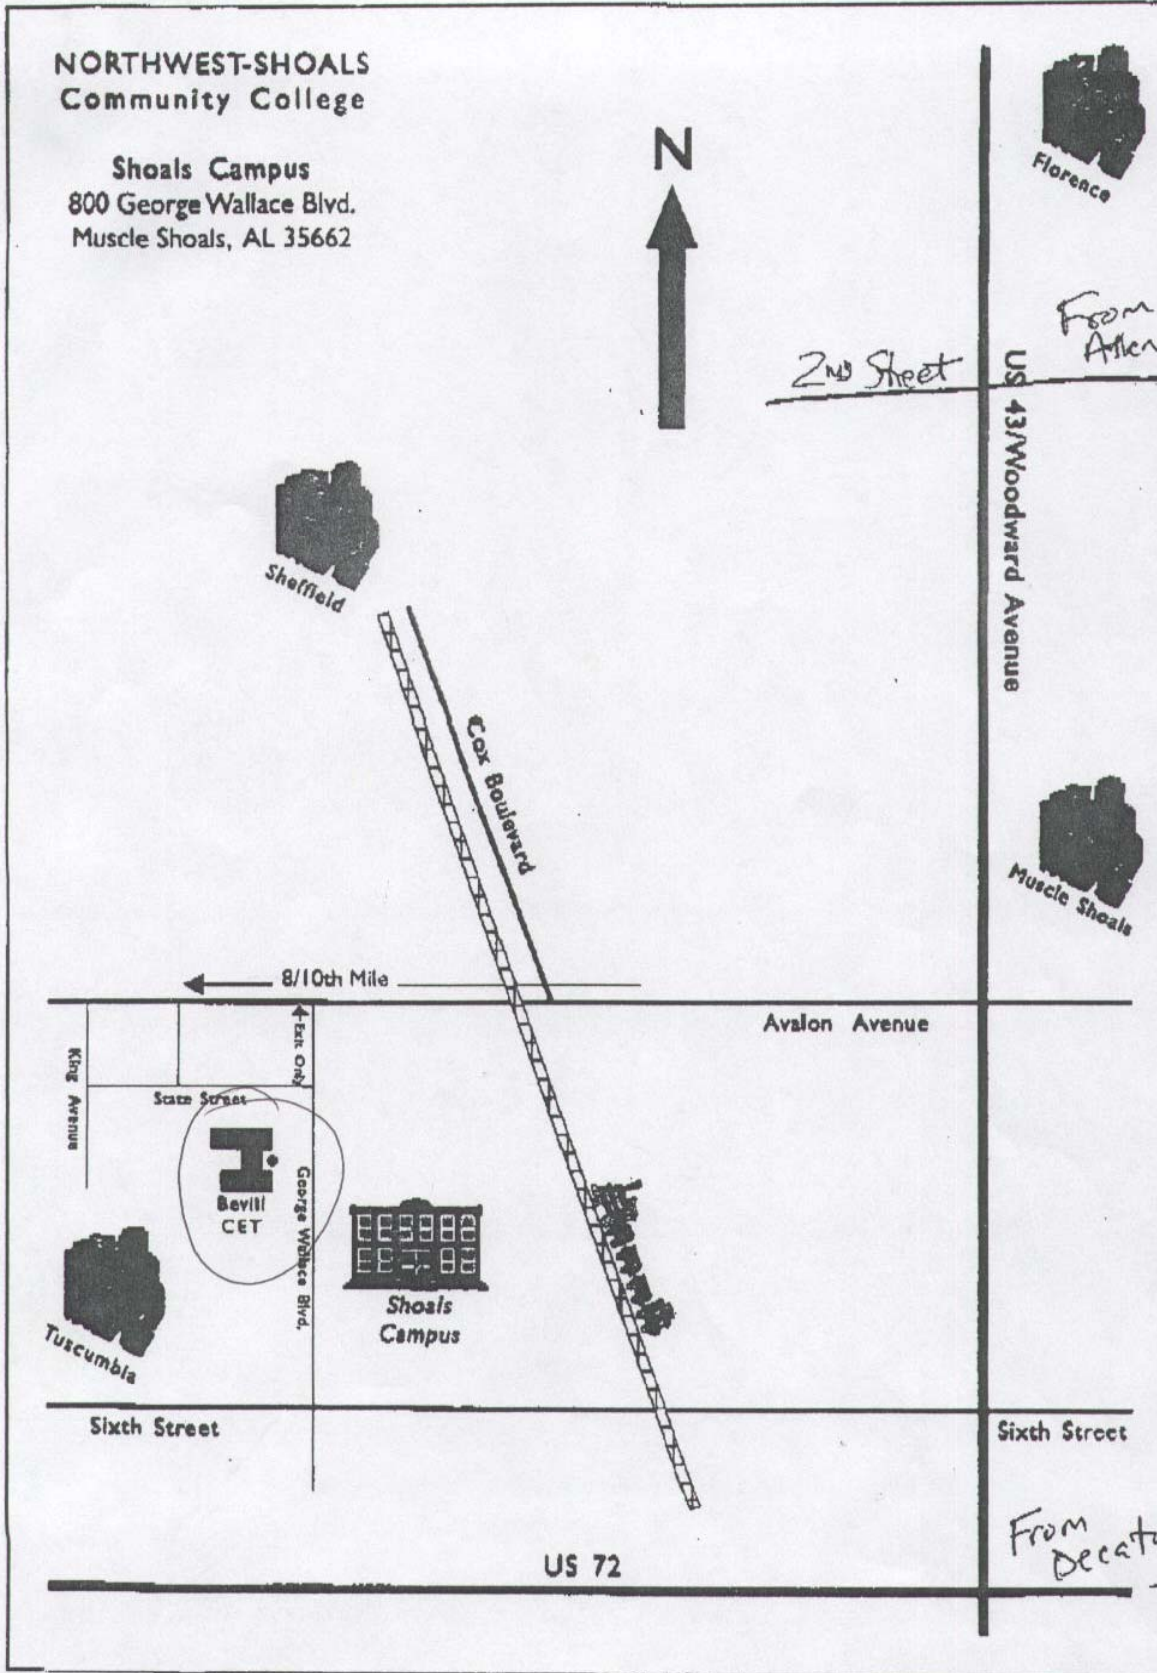 NORTHWEST-SHOALS
Community College
Shoals Campus
800 George Wallace Blvd.
Muscle Shoals, AL 35662
N
Florence
From
2nd Street
US 43/Woodward Avenue
Sheffield
Cox Boulevard
Muscle Shoals
8/10th Mile
Avalon Avenue
Exit Only
King Avenue
State Street
George Wallace Blvd.
Bevill
CET
Shoals
Campus
Tuscumbia
Sixth Street
Sixth Street
From
US 72